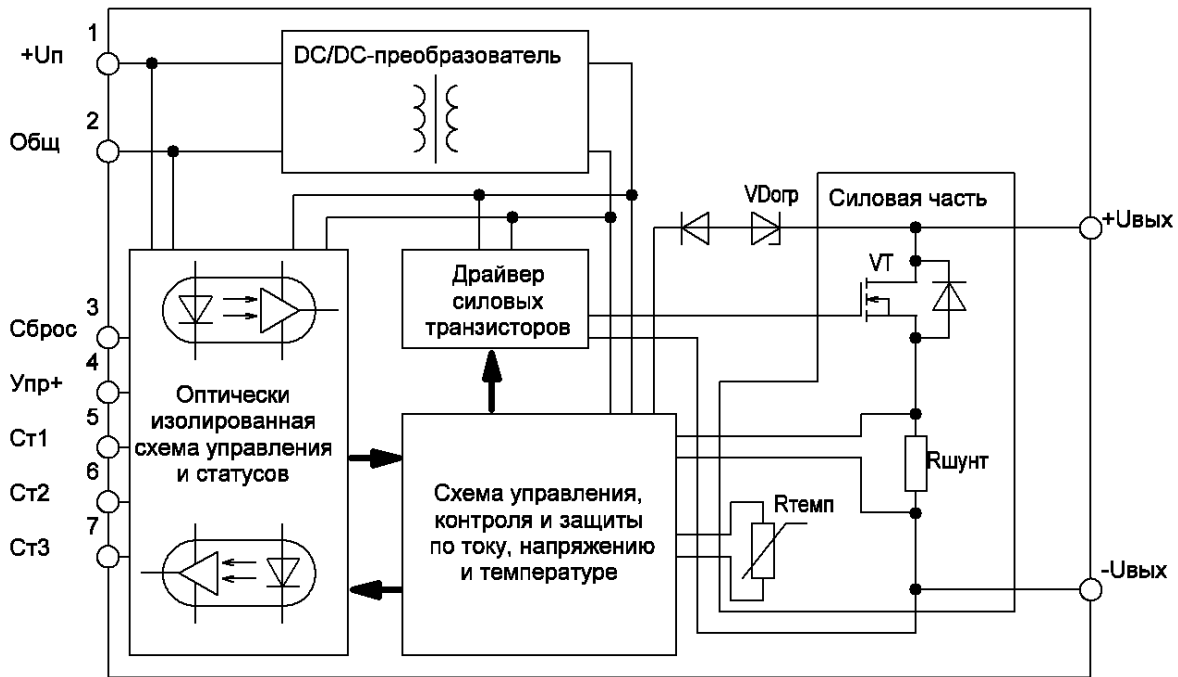 1
+Uп
DC/DC-преобразователь
2
Общ
VDогр
Силовая часть
+Uвых
VT
Драйвер
силовых
транзисторов
3
Сброс
4
Упр+
5
Ст1
6
Ст2
7
Ст3
Оптически
изолированная
схема управления
и статусов
Rшунт
Схема управления,
контроля и защиты
по току, напряжению
и температуре
Rтемп
-Uвых